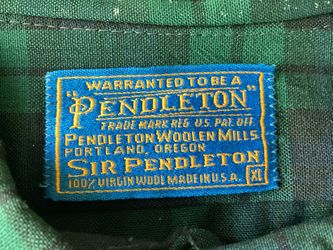 WARRANTED TO BE A
"PENDLETON"
TRADE MARK REG. U.S. PAT. OFF.
PENDLETON WOOLEN MILLS
PORTLAND, OREGON
SIR PENDLETON
100% VIRGIN WOOL MADE IN U.S.A. XL